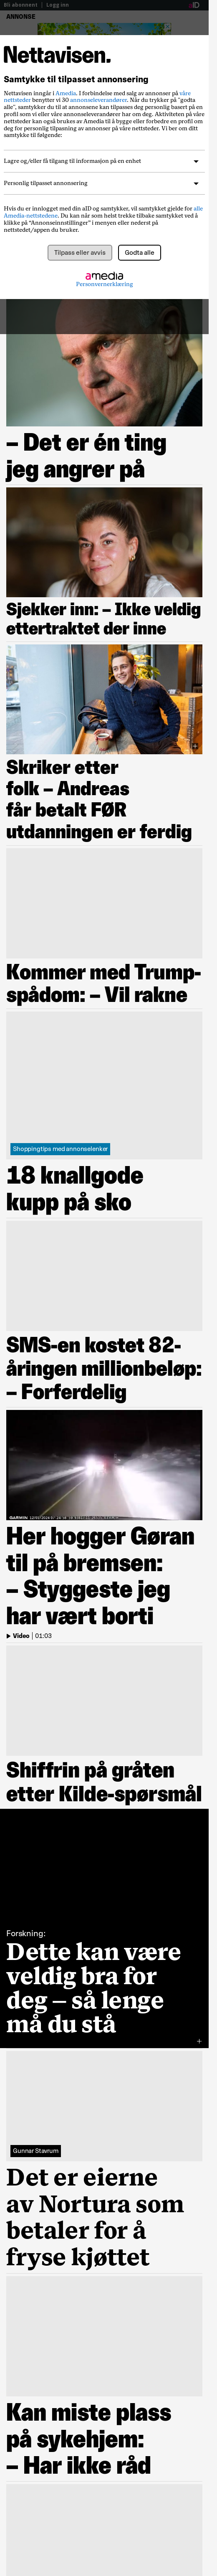 Bli abonnent | Logg inn aID
ANNONSE
Nettavisen.
Samtykke til tilpasset annonsering
Nettavisen inngår i Amedia. I forbindelse med salg av annonser på våre
nettsteder benytter vi 30 annonseleverandører. Når du trykker på "godta
alle", samtykker du til at annonsene kan tilpasses deg på bakgrunn av en
profil som vi eller våre annonseleverandører har om deg. Aktiviteten på våre
nettsteder kan også brukes av Amedia til å bygge eller forbedre en profil om
deg for personlig tilpasning av annonser på våre nettsteder. Vi ber om ditt
samtykke til følgende:
Lagre og/eller få tilgang til informasjon på en enhet
Personlig tilpasset annonsering
Hvis du er innlogget med din aID og samtykker, vil samtykket gjelde for alle
Amedia-nettstedene. Du kan når som helst trekke tilbake samtykket ved å
klikke på “Annonseinnstillinger” i menyen eller nederst på
nettstedet/appen du bruker.
Tilpass eller avvis
Godta alle
amedia
Personvernerklæring
– Det er én ting
jeg angrer på
Sjekker inn: – Ikke veldig
ettertraktet der inne
Skriker etter
folk – Andreas
får betalt FØR
utdanningen er ferdig
Kommer med Trump-
spådom: – Vil rakne
Shoppingtips med annonselenker
18 knallgode
kupp på sko
SMS-en kostet 82-
åringen millionbeløp:
– Forferdelig
GARMIN
Her hogger Gøran
til på bremsen:
– Styggeste jeg
har vært borti
Video | 01:03
Shiffrin på gråten
etter Kilde-spørsmål
Forskning:
Dette kan være
veldig bra for
deg – så lenge
må du stå
+
Gunnar Stavrum
Det er eierne
av Nortura som
betaler for å
fryse kjøttet
Kan miste plass
på sykehjem:
– Har ikke råd